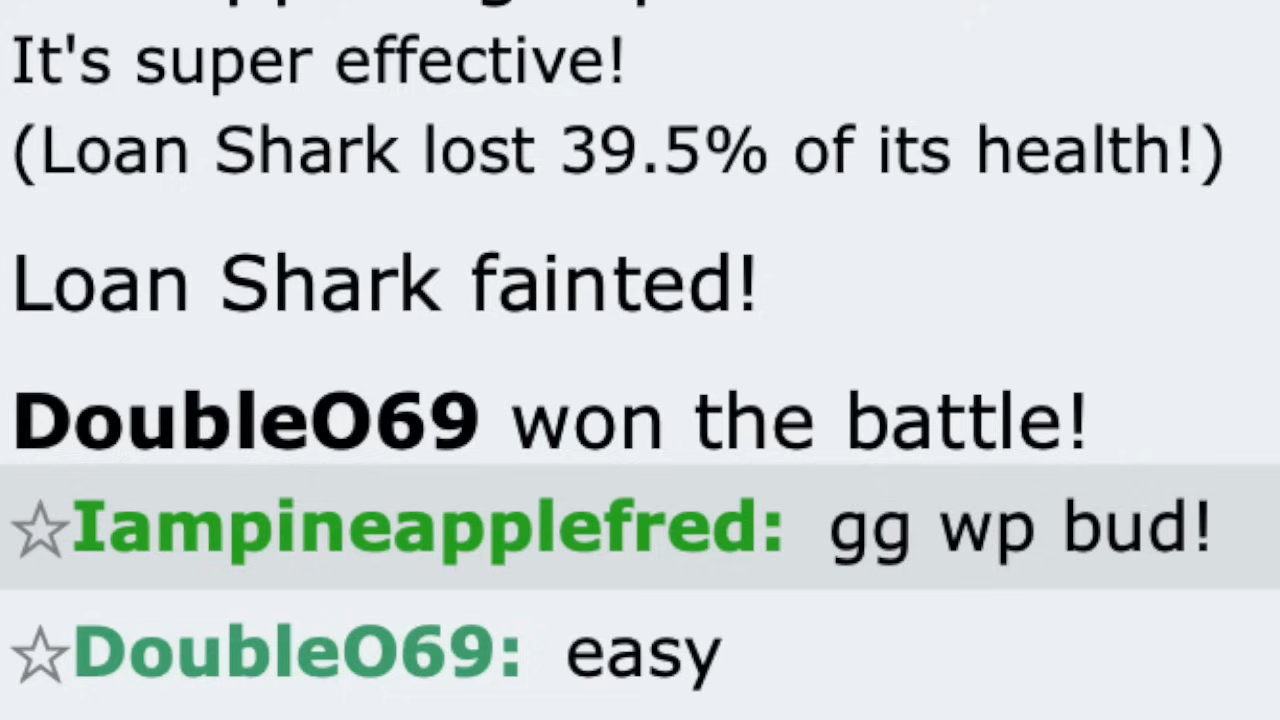 It's super effective!
(Loan Shark lost 39.5% of its health!)
Loan Shark fainted!
DoubleO69 won the battle!
☆Iampineapplefred: gg wp bud!
☆DoubleO69: easy